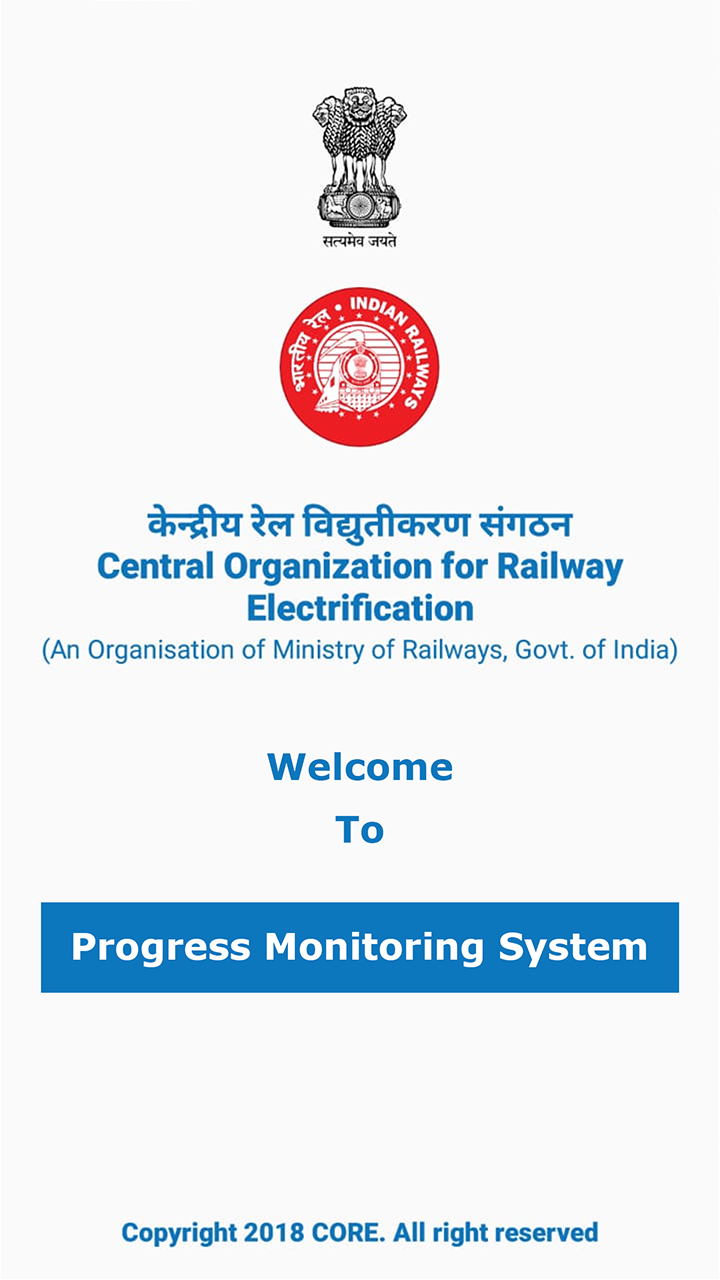 सत्यमेव जयते
भारतीय रेल • INDIAN RAILWAYS
केन्द्रीय रेल विद्युतीकरण संगठन
Central Organization for Railway
Electrification
(An Organisation of Ministry of Railways, Govt. of India)
Welcome
To
Progress Monitoring System
Copyright 2018 CORE. All right reserved